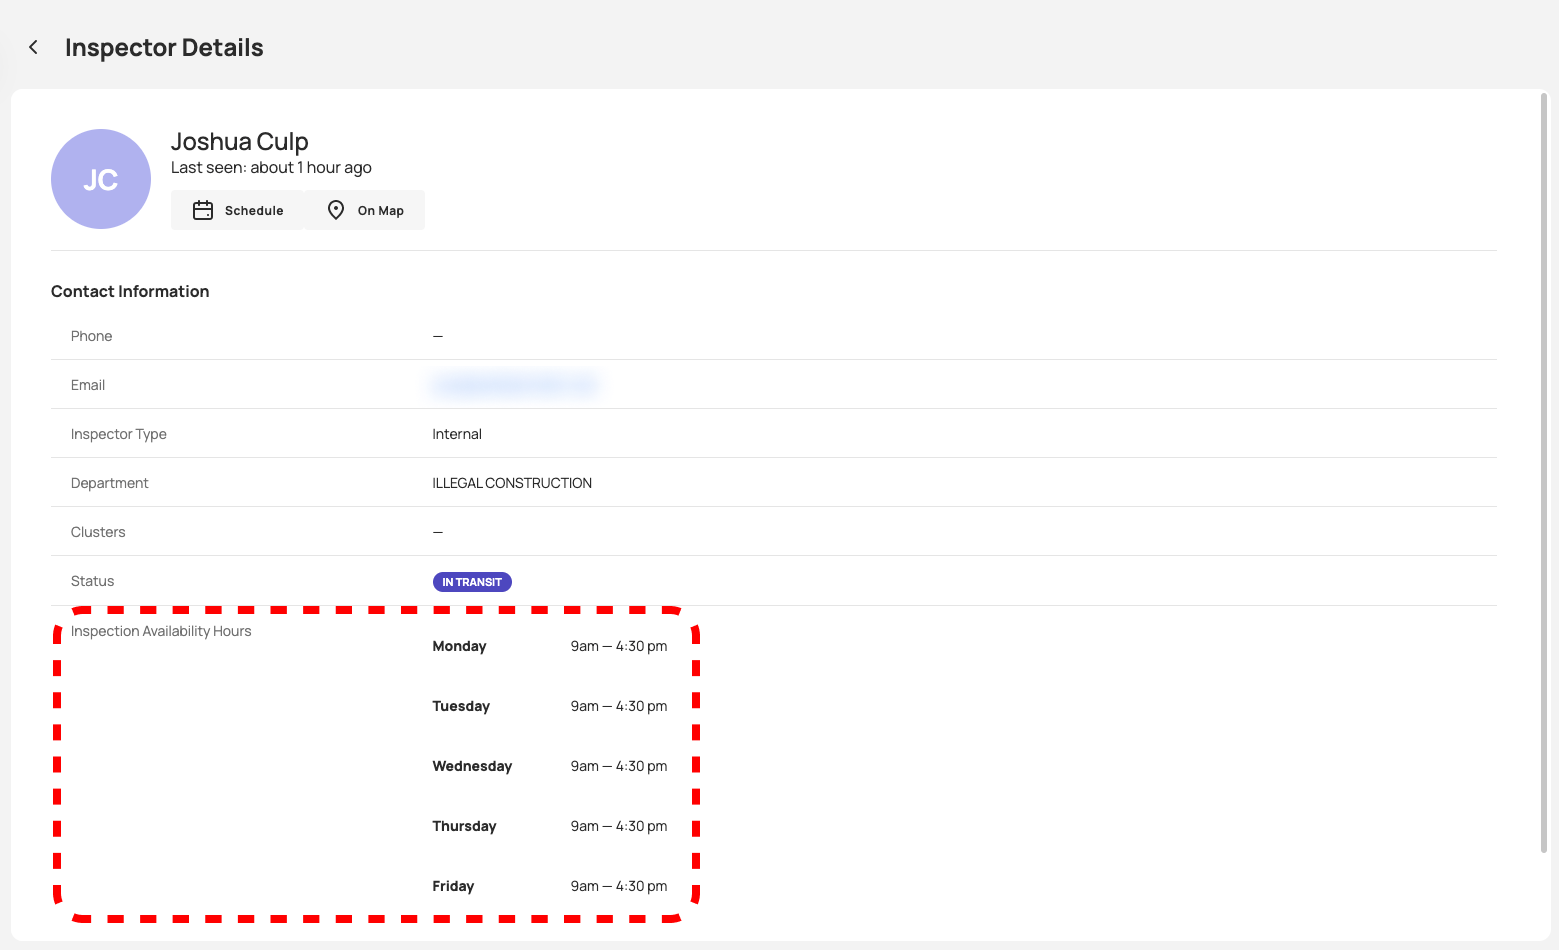 Inspector Details
JC
Joshua Culp
Last seen: about 1 hour ago
Schedule On Map
Contact Information
Phone —
Email
Inspector Type Internal
Department ILLEGAL CONSTRUCTION
Clusters —
Status IN TRANSIT
Inspection Availability Hours
Monday 9am — 4:30 pm
Tuesday 9am — 4:30 pm
Wednesday 9am — 4:30 pm
Thursday 9am — 4:30 pm
Friday 9am — 4:30 pm